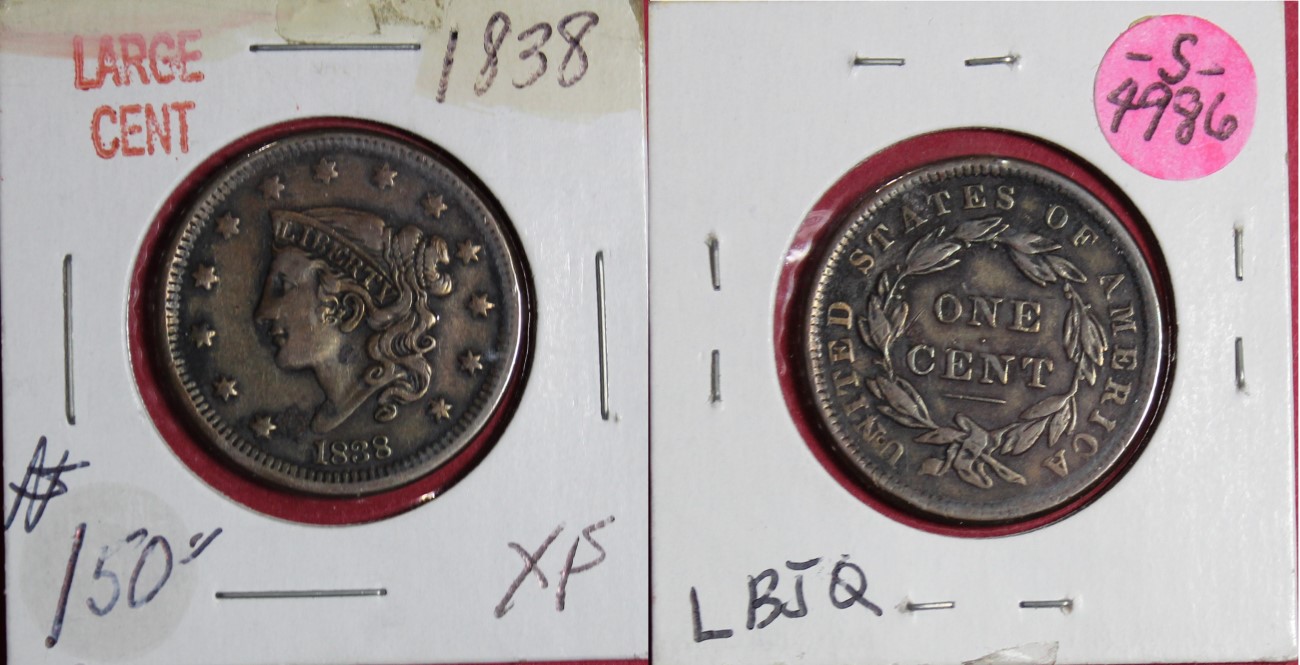 LARGE
CENT
1838
LIBERTY
1838
150
XF
- S -
4986
UNITED STATES OF AMERICA
ONE
CENT
LBJQ